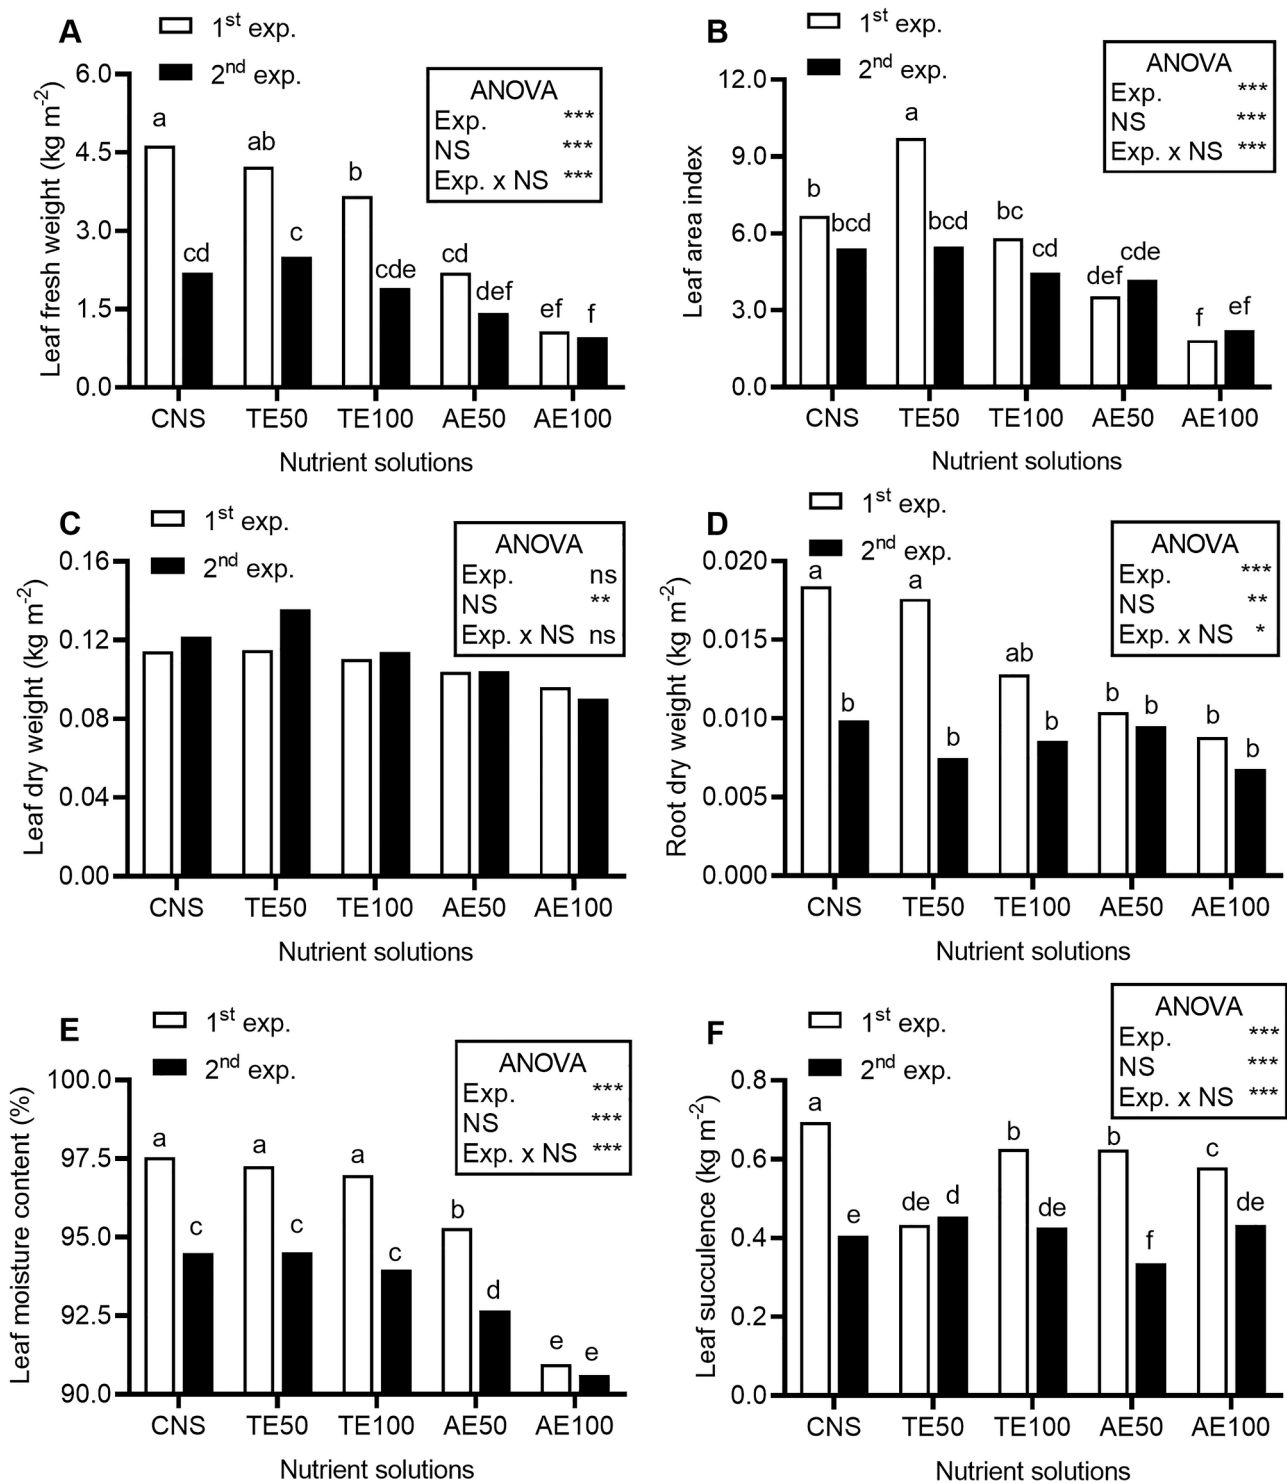 A
1st exp.
2nd exp.
ANOVA
Exp. ***
NS ***
Exp. x NS ***
Leaf fresh weight (kg m-2)
6.0
4.5
3.0
1.5
0.0
a
cd
ab
c
b
cde
cd
def
ef
f
CNS TE50 TE100 AE50 AE100
Nutrient solutions
B
1st exp.
2nd exp.
ANOVA
Exp. ***
NS ***
Exp. x NS ***
Leaf area index
12.0
9.0
6.0
3.0
0.0
b
bcd
a
bcd
bc
cd
def
cde
f
ef
CNS TE50 TE100 AE50 AE100
Nutrient solutions
C
1st exp.
2nd exp.
ANOVA
Exp. ns
NS **
Exp. x NS ns
Leaf dry weight (kg m-2)
0.16
0.12
0.08
0.04
0.00
CNS TE50 TE100 AE50 AE100
Nutrient solutions
D
1st exp.
2nd exp.
ANOVA
Exp. ***
NS **
Exp. x NS *
Root dry weight (kg m-2)
0.020
0.015
0.010
0.005
0.000
a
b
a
b
ab
b
b
b
b
b
CNS TE50 TE100 AE50 AE100
Nutrient solutions
E
1st exp.
2nd exp.
ANOVA
Exp. ***
NS ***
Exp. x NS ***
Leaf moisture content (%)
100.0
97.5
95.0
92.5
90.0
a
c
a
c
a
c
b
d
e
e
CNS TE50 TE100 AE50 AE100
Nutrient solutions
F
1st exp.
2nd exp.
ANOVA
Exp. ***
NS ***
Exp. x NS ***
Leaf succulence (kg m-2)
0.8
0.6
0.4
0.2
0.0
a
e
de
d
b
de
b
f
c
de
CNS TE50 TE100 AE50 AE100
Nutrient solutions